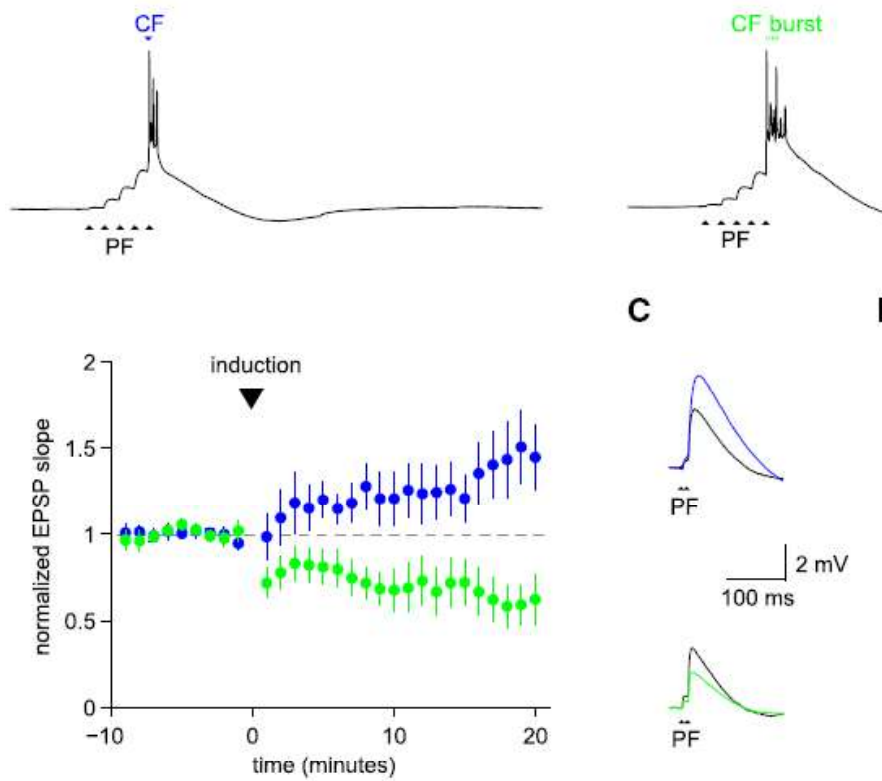 CF
CF burst
PF
PF
C
induction
2
1.5
1
0.5
0
normalized EPSP slope
−10
0
10
20
time (minutes)
PF
2 mV
100 ms
PF